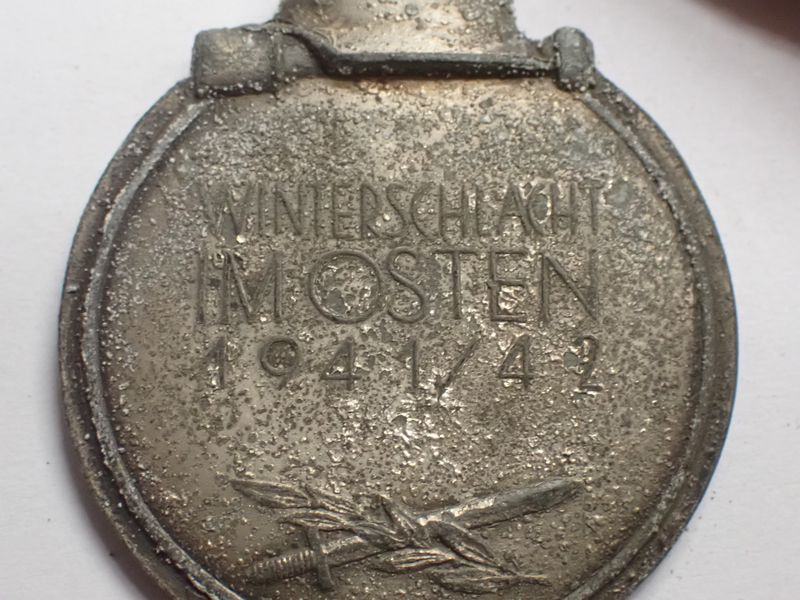 WINTERSCHLACHT
IM OSTEN
1941/42